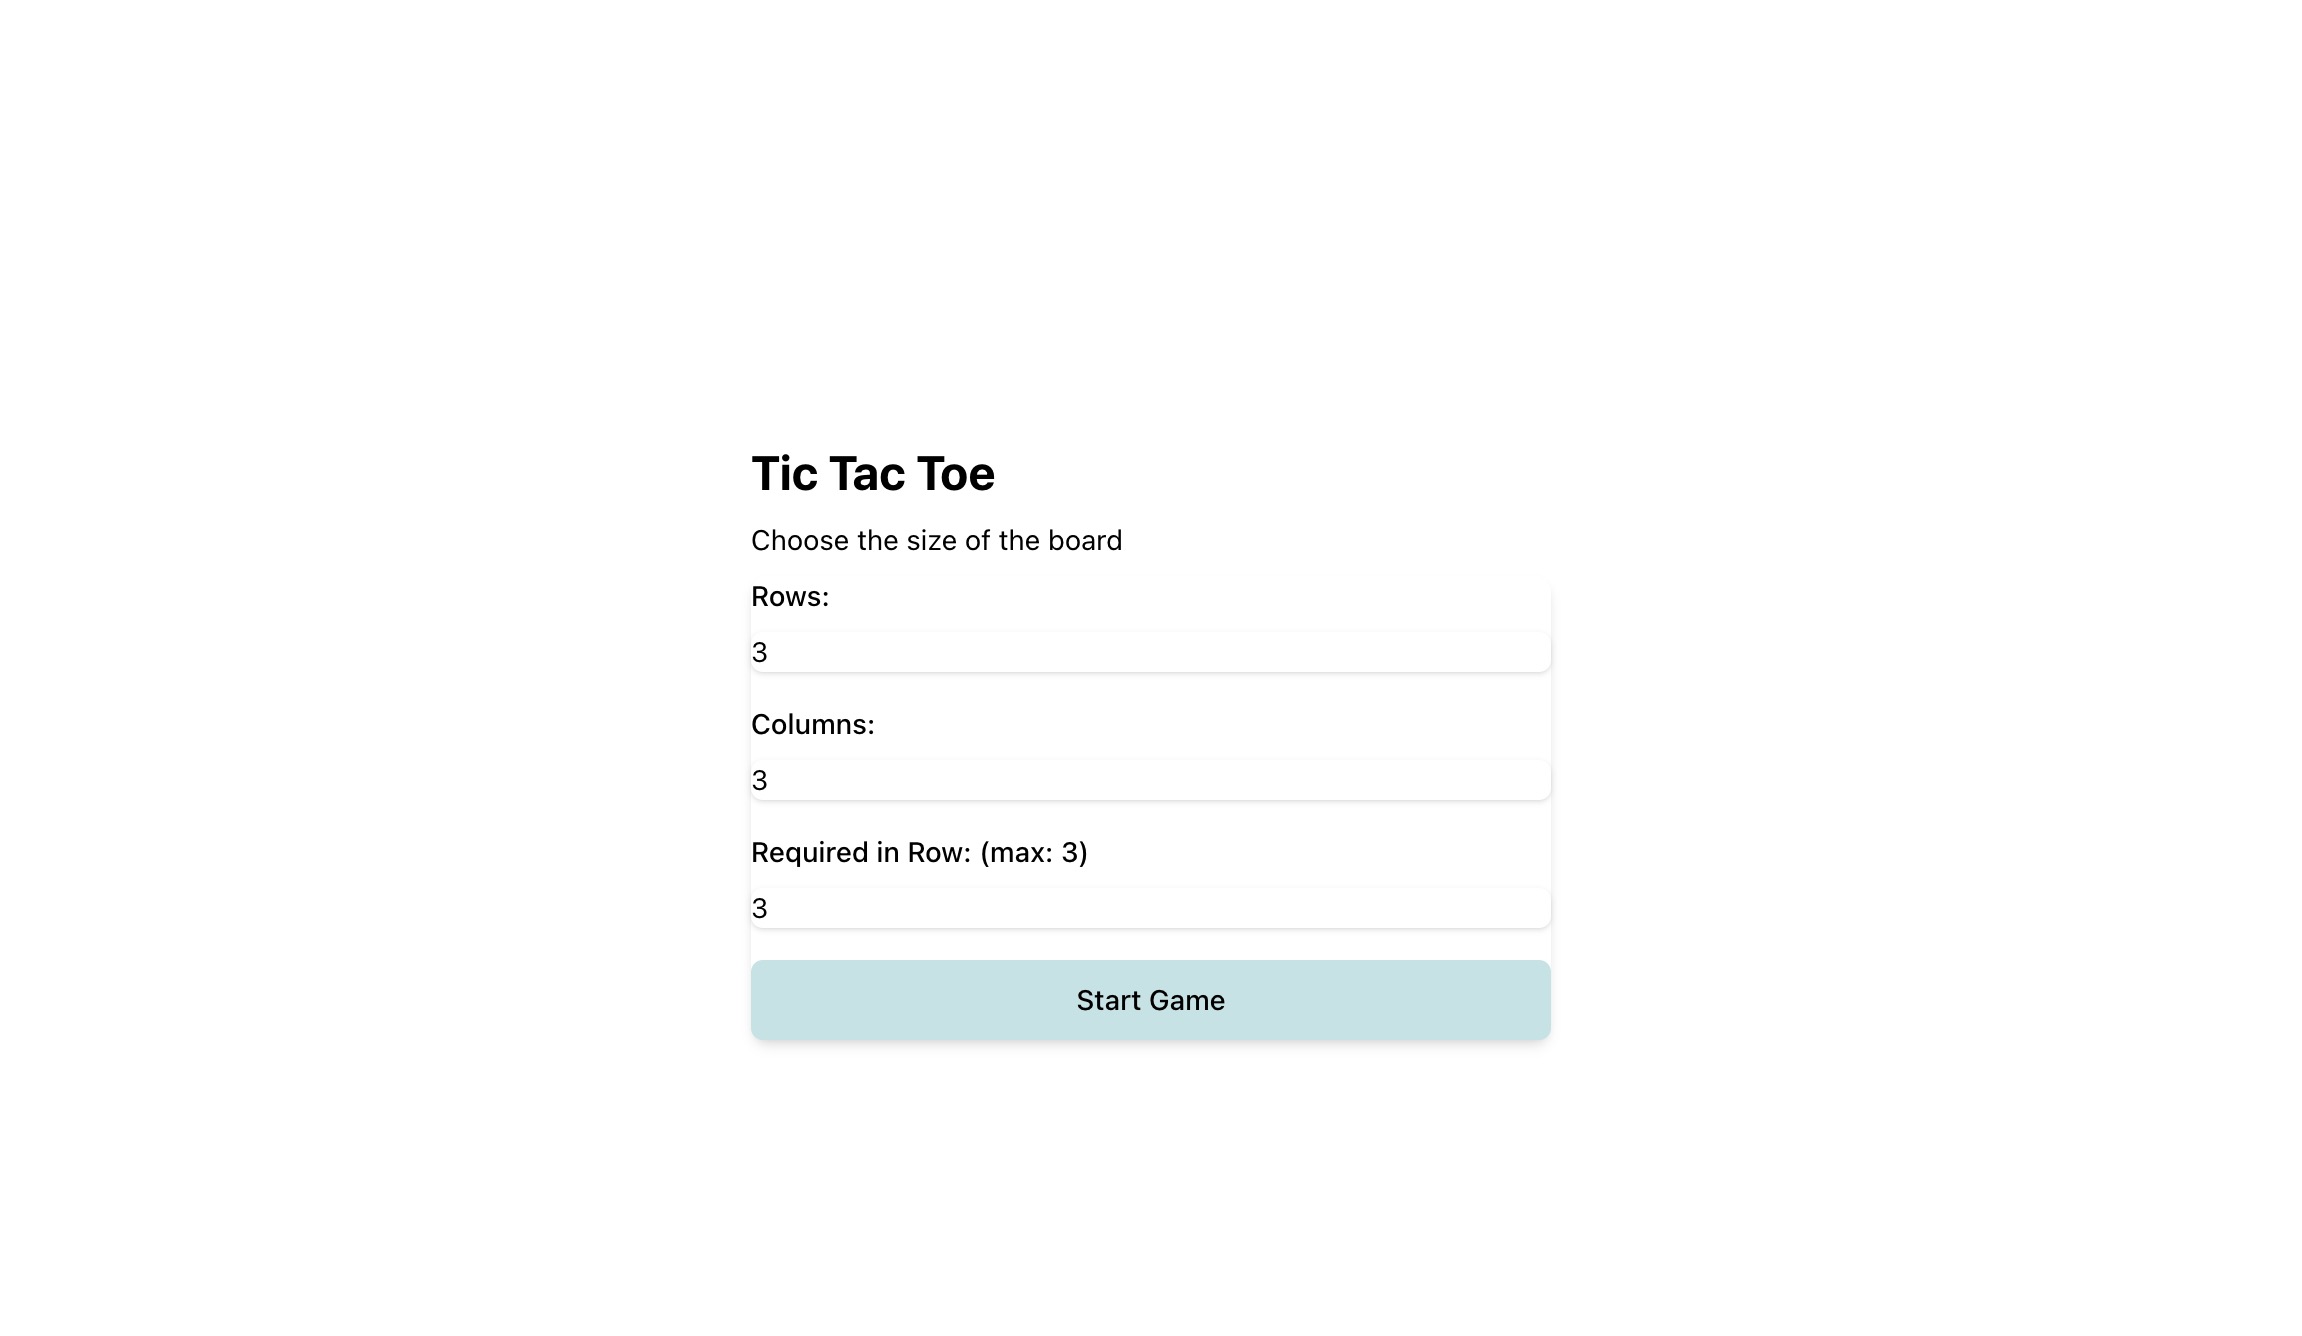 Tic Tac Toe
Choose the size of the board
Rows:
3
Columns:
3
Required in Row: (max: 3)
3
Start Game